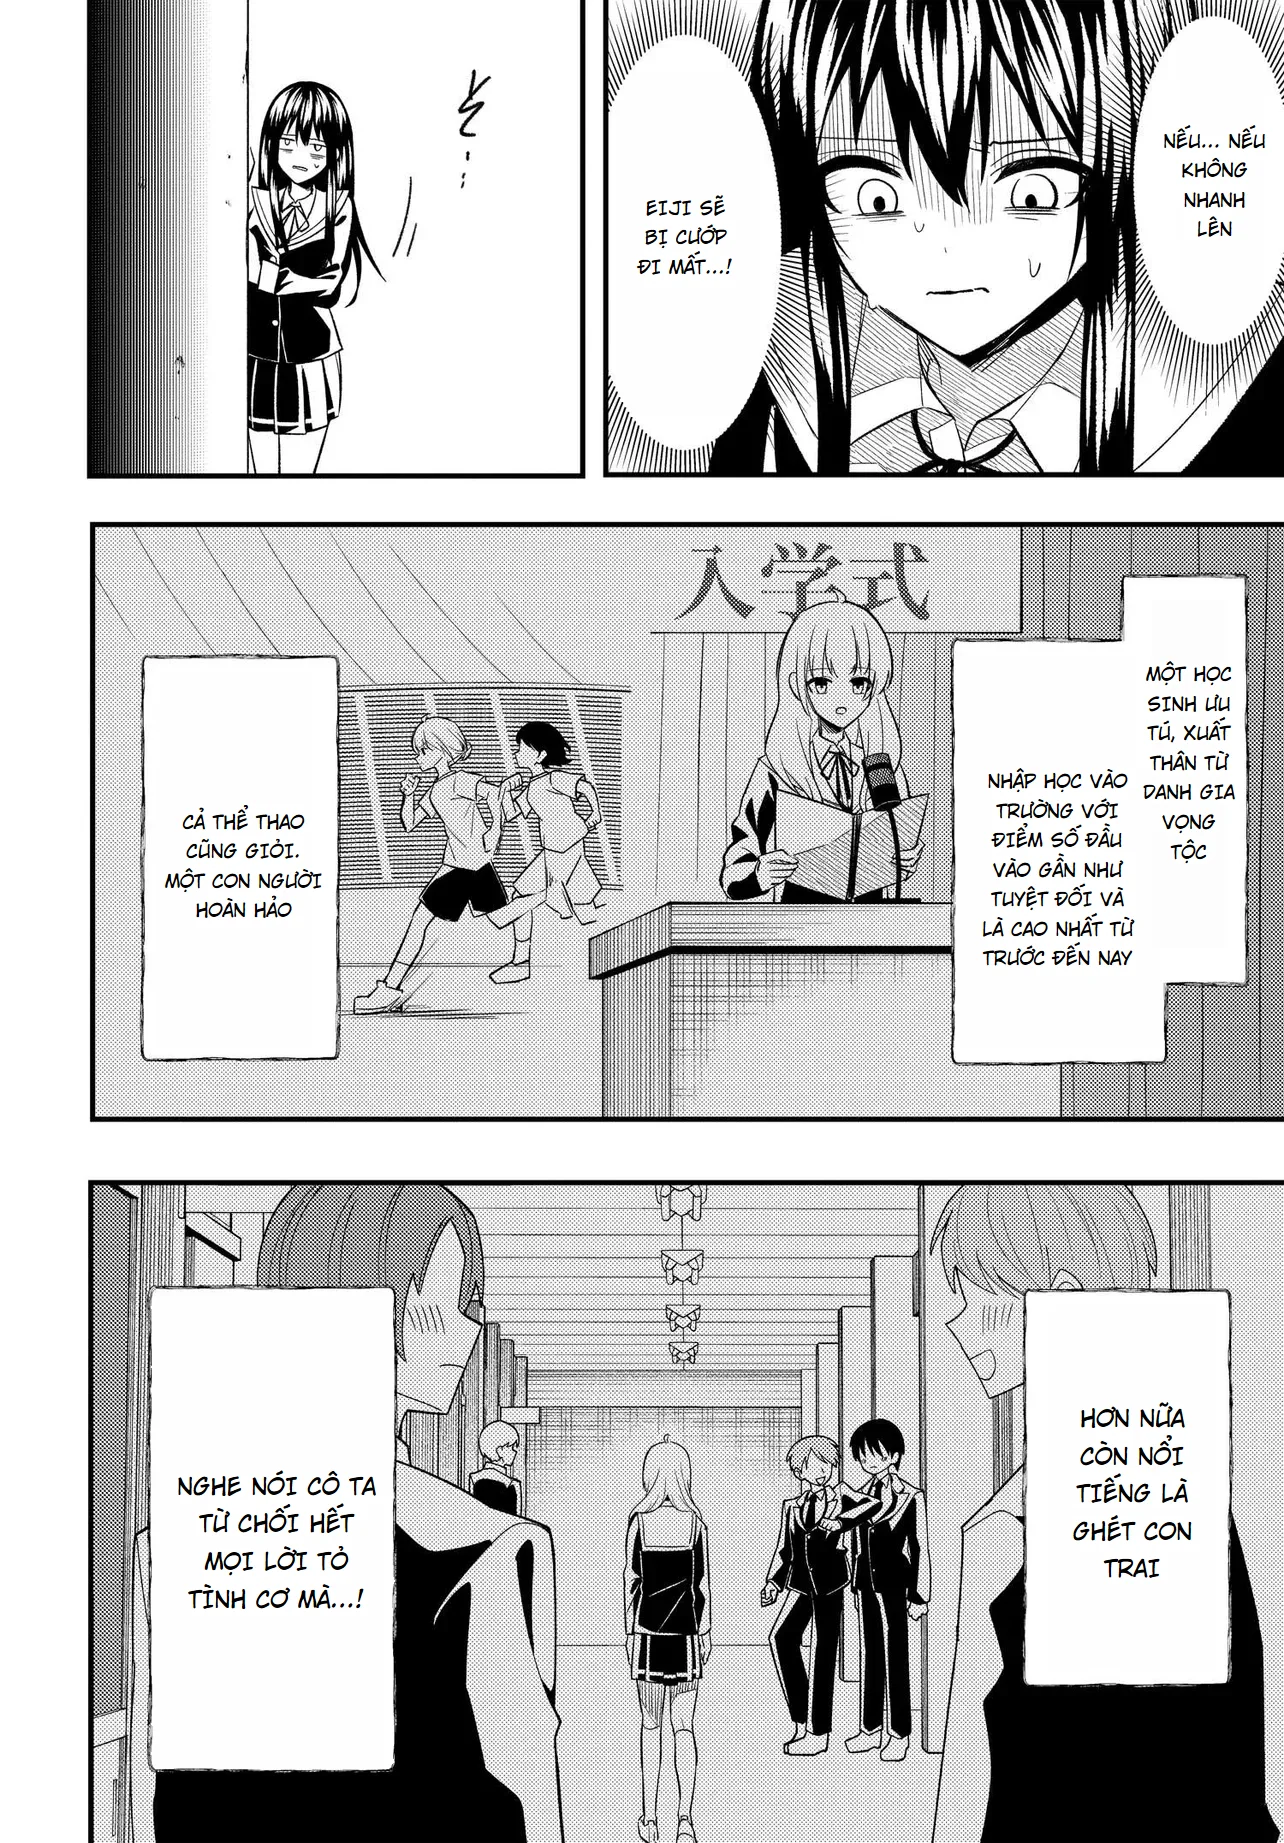 NẾU... NẾU
KHÔNG
NHANH
LÊN
EIJI SẼ
BỊ CƯỚP
ĐI MẤT...!
そ…
入学式
MỘT HỌC
SINH ƯU
TÚ, XUẤT
THÂN TỪ
DANH GIA
VỌNG
TỘC
NHẬP HỌC VÀO
TRƯỜNG VỚI
ĐIỂM SỐ ĐẦU
VÀO GẦN NHƯ
TUYỆT ĐỐI VÀ
LÀ CAO NHẤT TỪ
TRƯỚC ĐẾN NAY
CẢ THỂ THAO
CŨNG GIỎI.
MỘT CON NGƯỜI
HOÀN HẢO
HƠN NỮA
CÒN NỔI
TIẾNG LÀ
GHÉT CON
TRAI
NGHE NÓI CÔ TA
TỪ CHỐI HẾT
MỌI LỜI TỎ
TÌNH CƠ MÀ...!